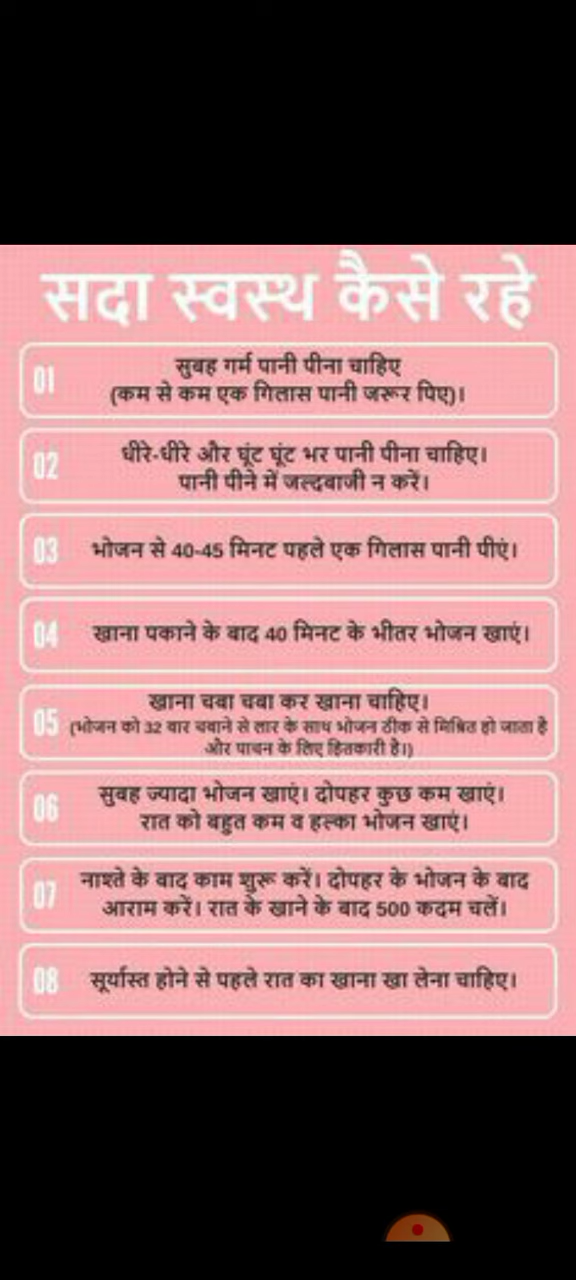 सदा स्वस्थ कैसे रहे
01
सुबह गर्म पानी पीना चाहिए
(कम से कम एक गिलास पानी जरूर पिए)।
02
धीरे-धीरे और घूंट घूंट भर पानी पीना चाहिए।
पानी पीने में जल्दबाजी न करें।
03
भोजन से 40-45 मिनट पहले एक गिलास पानी पीएं।
04
खाना पकाने के बाद 40 मिनट के भीतर भोजन खाएं।
05
खाना चबा चबा कर खाना चाहिए।
(भोजन को 32 बार चबाने से लार के साथ भोजन ठीक से मिश्रित हो जाता है
और पाचन के लिए हितकारी है।)
06
सुबह ज्यादा भोजन खाएं। दोपहर कुछ कम खाएं।
रात को बहुत कम व हल्का भोजन खाएं।
07
नाश्ते के बाद काम शुरू करें। दोपहर के भोजन के बाद
आराम करें। रात के खाने के बाद 500 कदम चलें।
08
सूर्यास्त होने से पहले रात का खाना खा लेना चाहिए।